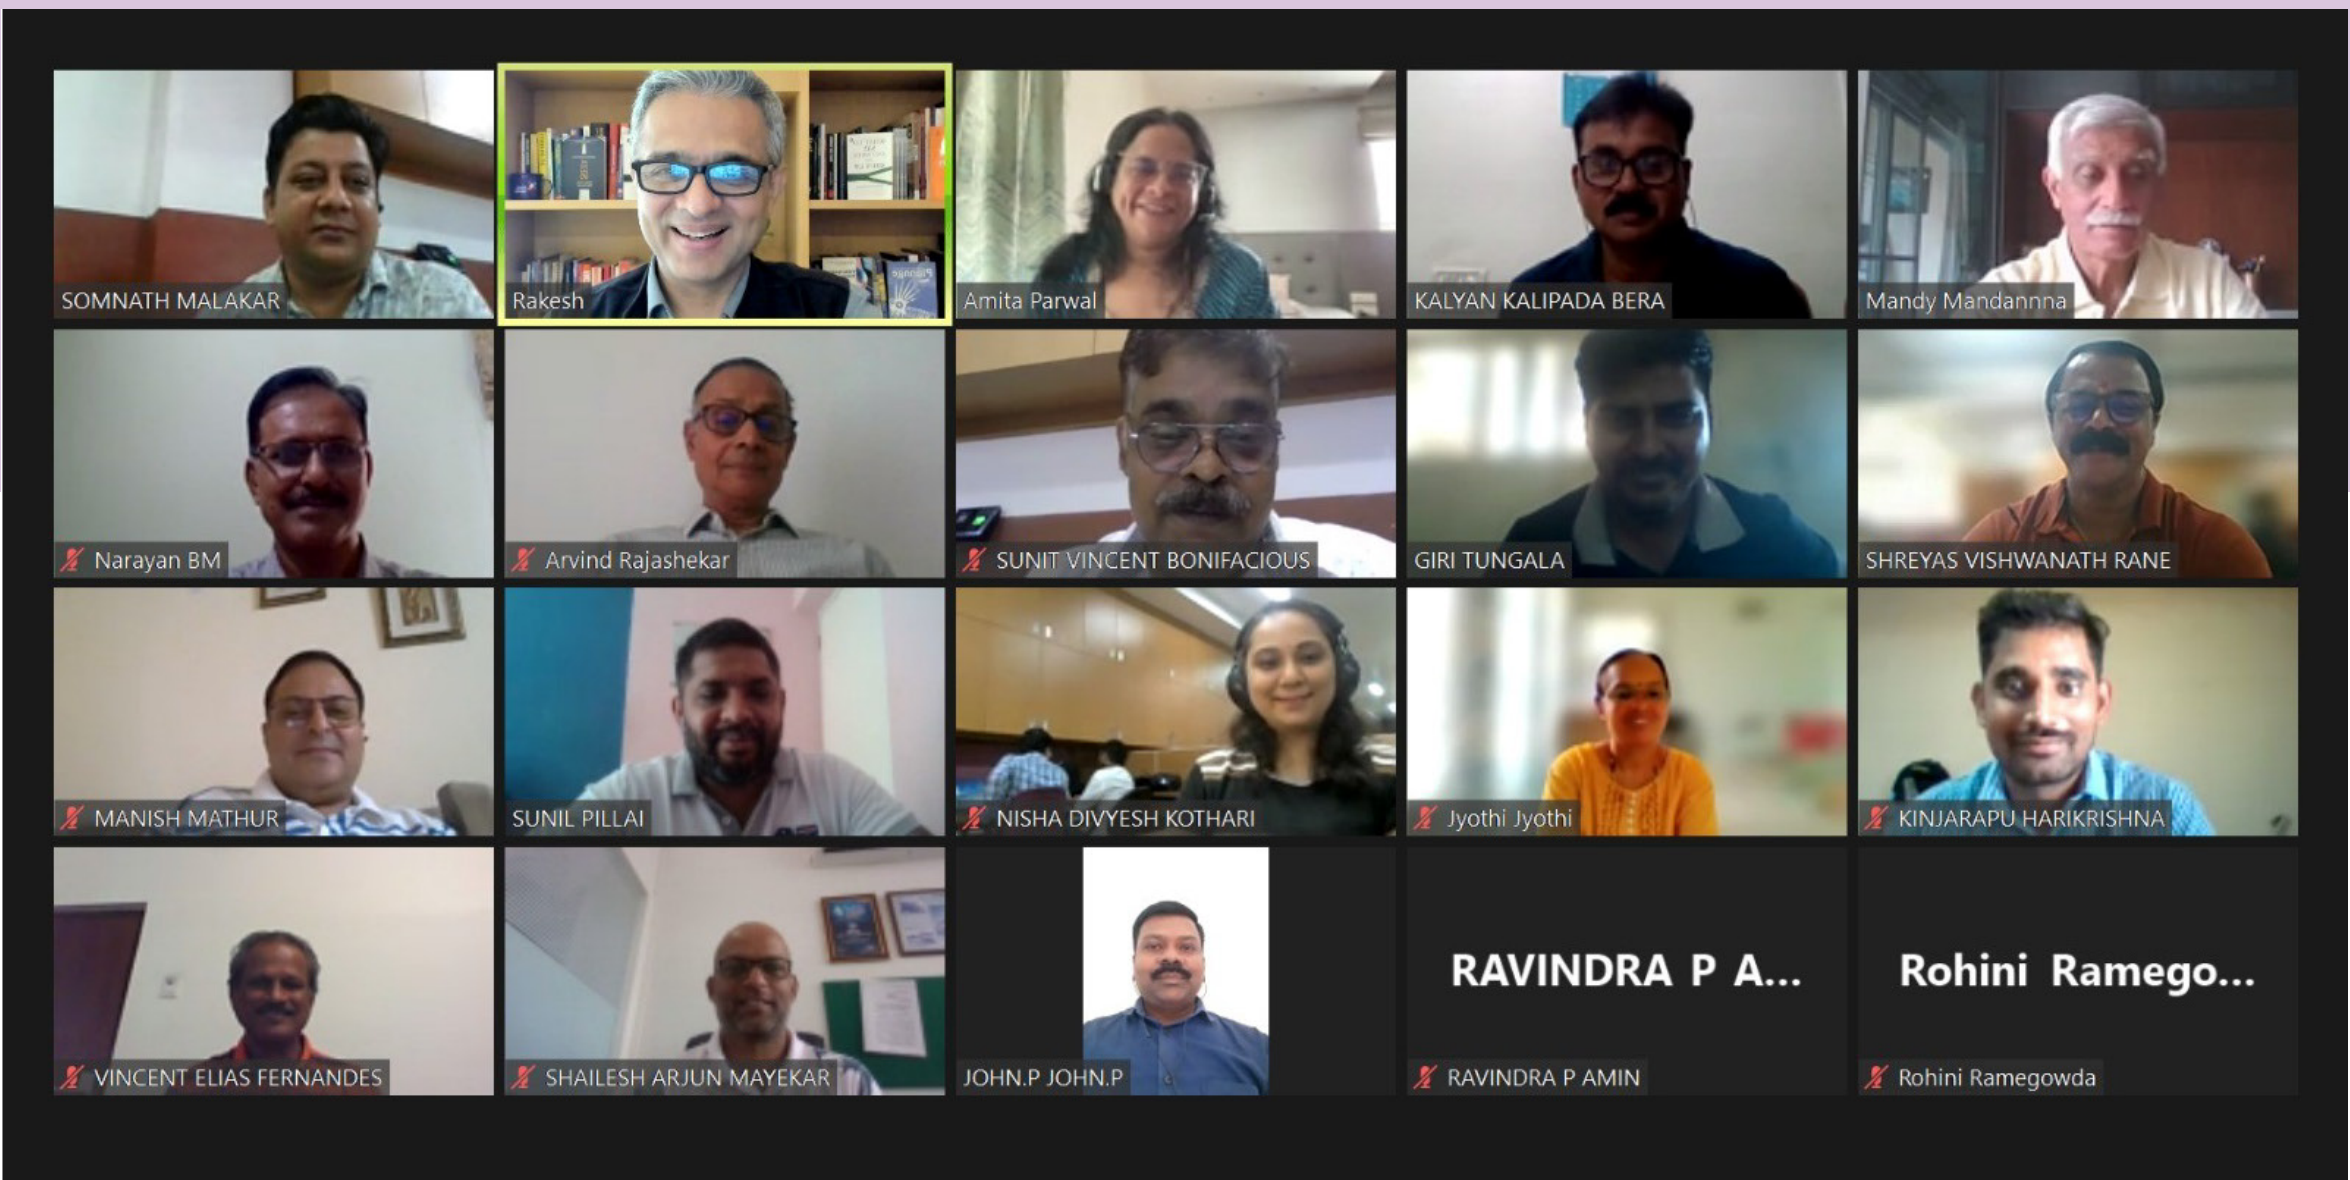 SOMNATH MALAKAR
Rakesh
Amita Parwal
KALYAN KALIPADA BERA
Mandy Mandannna
Narayan BM
Arvind Rajashekar
SUNIT VINCENT BONIFACIOUS
GIRI TUNGALA
SHREYAS VISHWANATH RANE
MANISH MATHUR
SUNIL PILLAI
NISHA DIVYESH KOTHARI
Jyothi Jyothi
KINJARAPU HARIKRISHNA
VINCENT ELIAS FERNANDES
SHAILESH ARJUN MAYEKAR
JOHN.P JOHN.P
RAVINDRA P A...
RAVINDRA P AMIN
Rohini Ramego...
Rohini Ramegowda